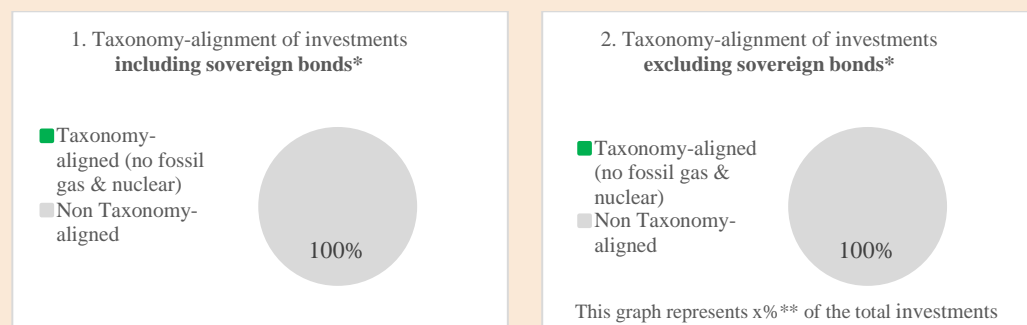 1. Taxonomy-alignment of investments
including sovereign bonds*
Taxonomy-
aligned (no fossil
gas & nuclear)
Non Taxonomy-
aligned
100%
2. Taxonomy-alignment of investments
excluding sovereign bonds*
Taxonomy-aligned
(no fossil gas &
nuclear)
Non Taxonomy-
aligned
100%
This graph represents x%** of the total investments